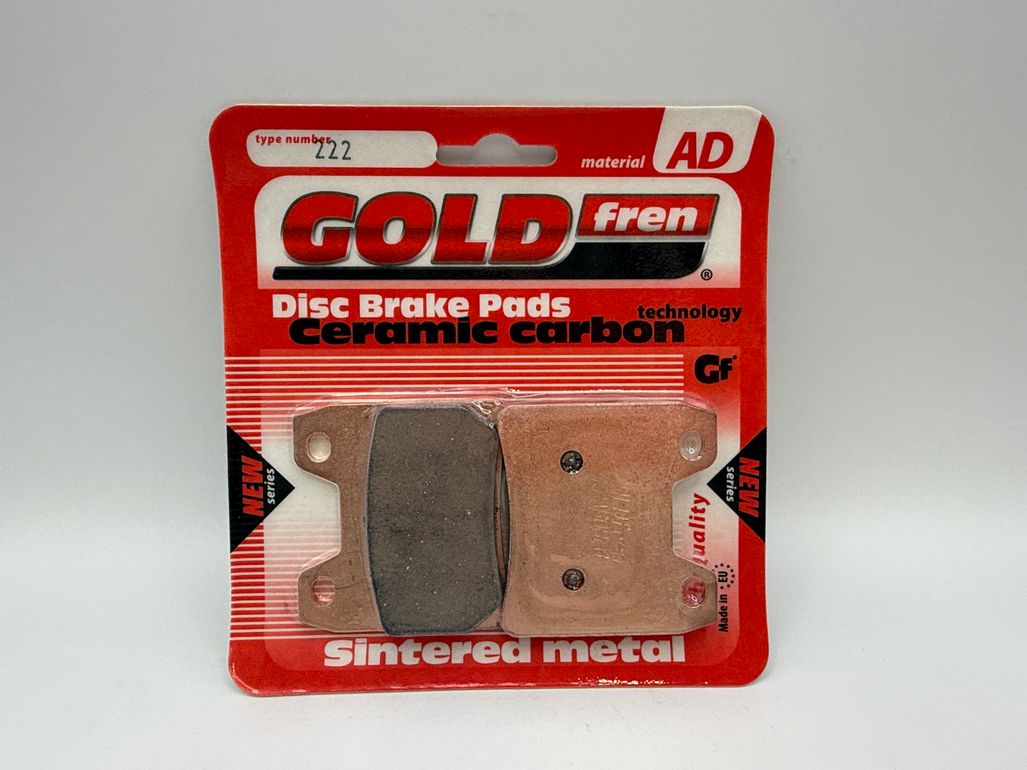 type number
222
material AD
GOLD fren
®
Disc Brake Pads
technology
Ceramic carbon
Gf
NEW series
NEW series
Made in EU
Sintered metal